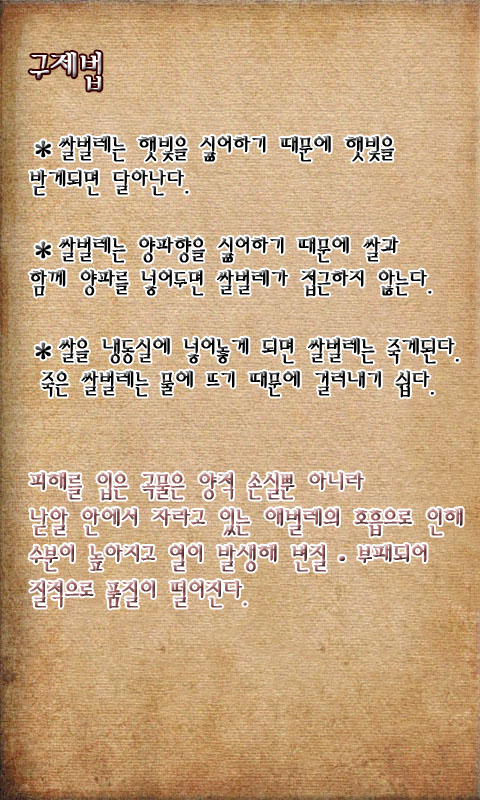 구제법
* 쌀벌레는 햇빛을 싫어하기 때문에 햇빛을
받게되면 달아난다.
* 쌀벌레는 양파향을 싫어하기 때문에 쌀과
함께 양파를 넣어두면 쌀벌레가 접근하지 않는다.
* 쌀을 냉동실에 넣어놓게 되면 쌀벌레는 죽게된다.
죽은 쌀벌레는 물에 뜨기 때문에 걸러내기 쉽다.
피해를 입은 곡물은 양적 손실뿐 아니라
낟알 안에서 자라고 있는 애벌레의 호흡으로 인해
수분이 높아지고 열이 발생해 변질 · 부패되어
질적으로 품질이 떨어진다.